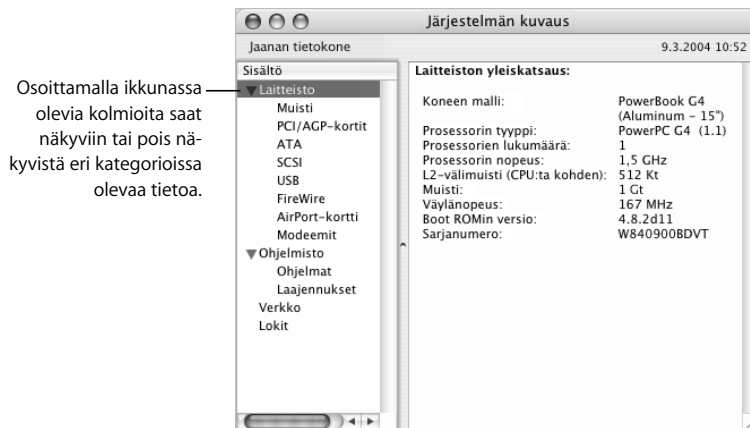 Järjestelmän kuvaus
Jaanan tietokone
9.3.2004 10:52
Osoittamalla ikkunassa
olevia kolmioita saat
näkyviin tai pois nä-
kyvistä eri kategorioissa
olevaa tietoa.
Sisältö
Laitteisto
Muisti
PCI/AGP-kortit
ATA
SCSI
USB
FireWire
AirPort-kortti
Modeemit
Ohjelmisto
Ohjelmat
Laajennukset
Verkko
Lokit
Laitteiston yleiskatsaus:
Koneen malli: PowerBook G4
(Aluminum - 15")
Prosessorin tyyppi: PowerPC G4 (1.1)
Prosessorien lukumäärä: 1
Prosessorin nopeus: 1,5 GHz
L2-välimuisti (CPU:ta kohden): 512 Kt
Muisti: 1 Gt
Väylänopeus: 167 MHz
Boot ROMin versio: 4.8.2d11
Sarjanumero: W840900BDVT